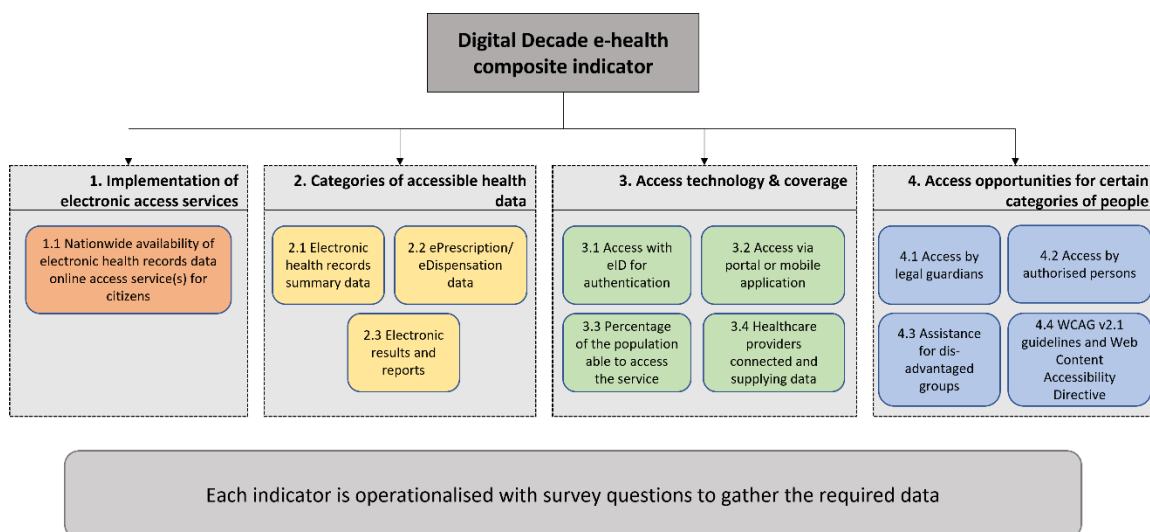 Digital Decade e-health
composite indicator
1. Implementation of
electronic access services
1.1 Nationwide availability of
electronic health records data
online access service(s) for
citizens
2. Categories of accessible health
data
2.1 Electronic
health records
summary data
2.2 ePrescription/
eDispensation
data
2.3 Electronic
results and
reports
3. Access technology & coverage
3.1 Access with
eID for
authentication
3.2 Access via
portal or mobile
application
3.3 Percentage
of the population
able to access
the service
3.4 Healthcare
providers
connected and
supplying data
4. Access opportunities for certain
categories of people
4.1 Access by
legal guardians
4.2 Access by
authorised persons
4.3 Assistance
for dis-
advantaged
groups
4.4 WCAG v2.1
guidelines and Web
Content
Accessibility
Directive
Each indicator is operationalised with survey questions to gather the required data